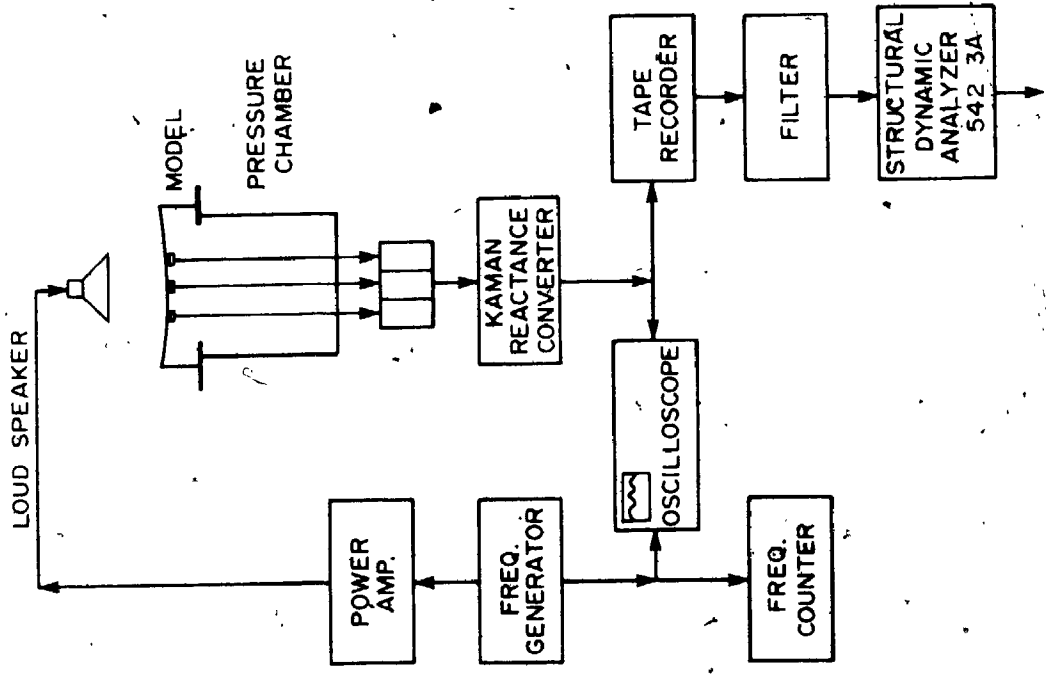 LOUD SPEAKER
MODEL
PRESSURE
CHAMBER
POWER
AMP.
FREQ.
GENERATOR
FREQ.
COUNTER
KAMAN
REACTANCE
CONVERTER
OSCILLOSCOPE
TAPE
RECORDER
FILTER
STRUCTURAL
DYNAMIC
ANALYZER
542 3A